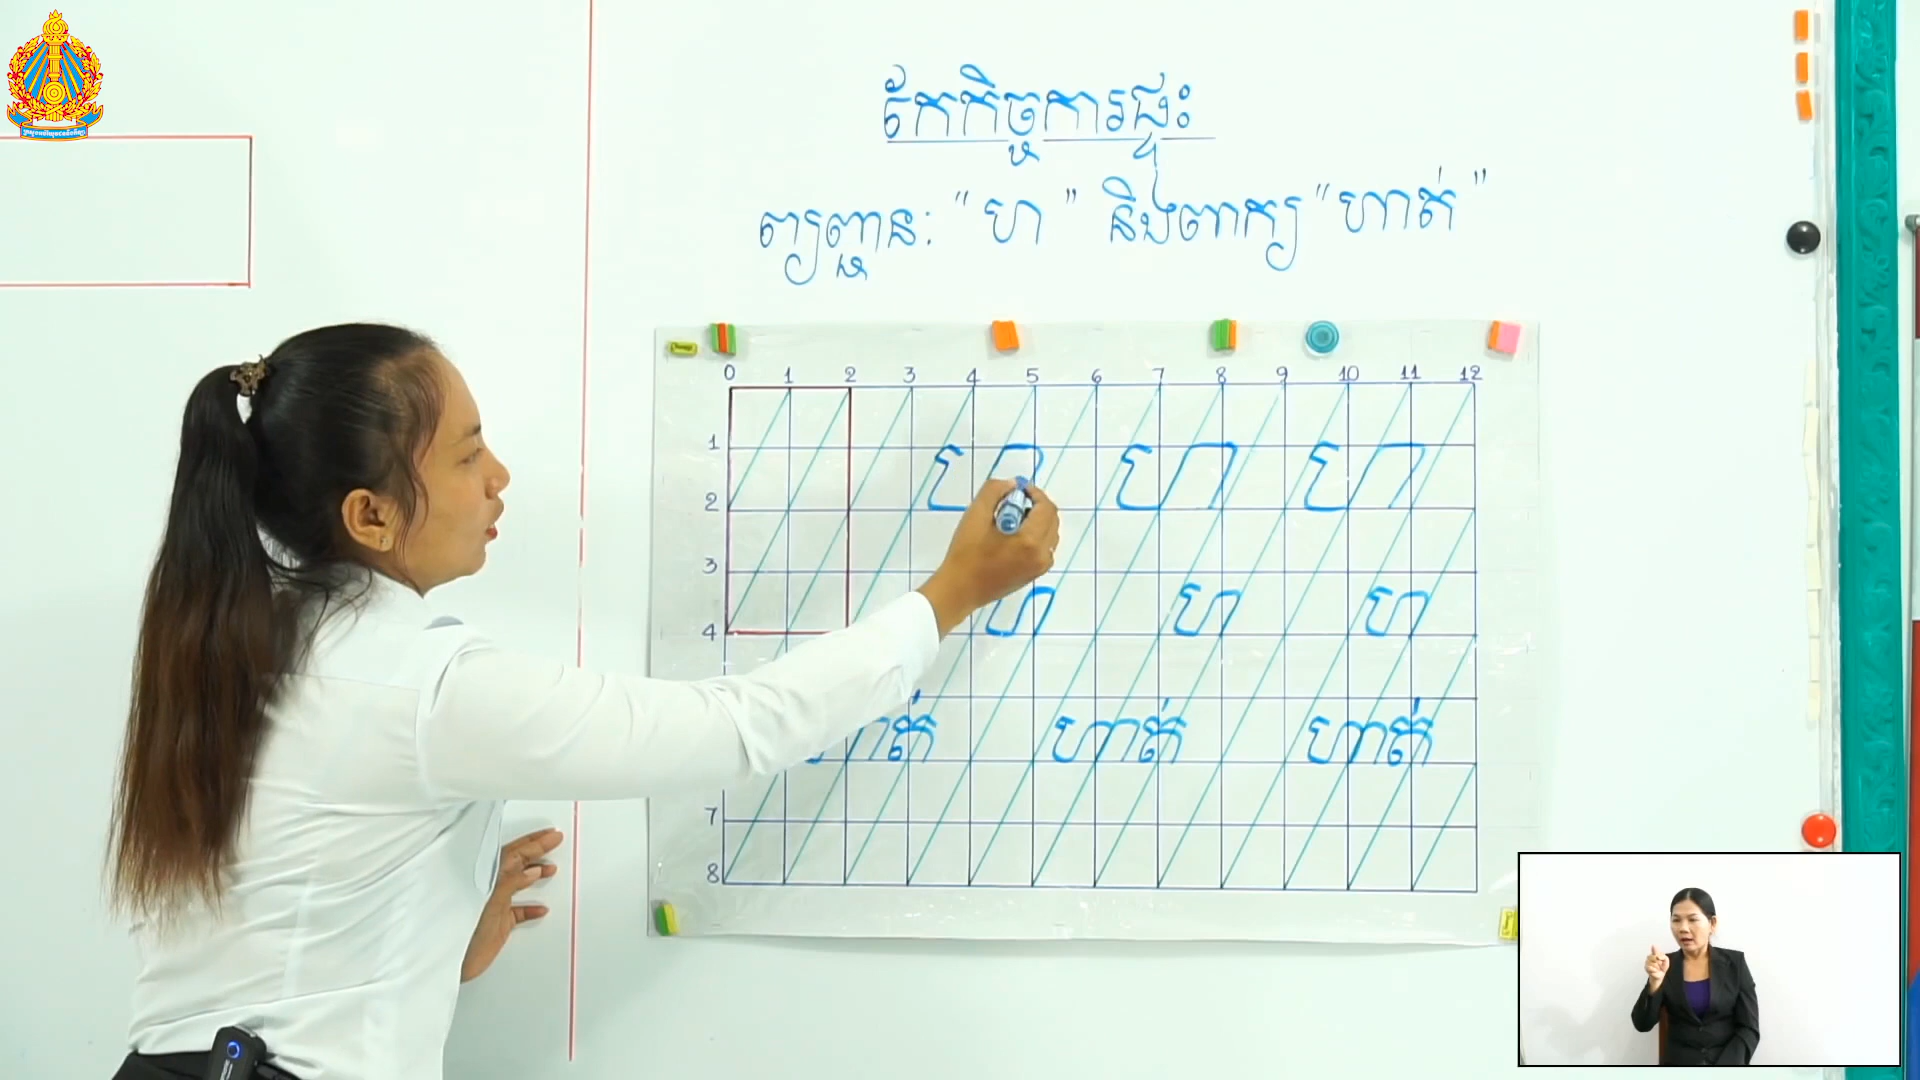 កែកិច្ចការផ្ទះ
ព្យញ្ជនៈ "ហ" និងពាក្យ "ហាត់"
0 1 2 3 4 5 6 7 8 9 10 11 12
1
ហ ហ ហ
2
3
ហ ហ ហ
4
ហាត់ ហាត់ ហាត់
7
8